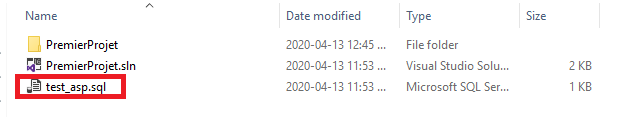 Name Date modified Type Size
PremierProjet 2020-04-13 12:45 ... File folder
PremierProjet.sln 2020-04-13 11:53 ... Visual Studio Solu... 2 KB
test_asp.sql 2020-04-13 11:53 ... Microsoft SQL Ser... 1 KB